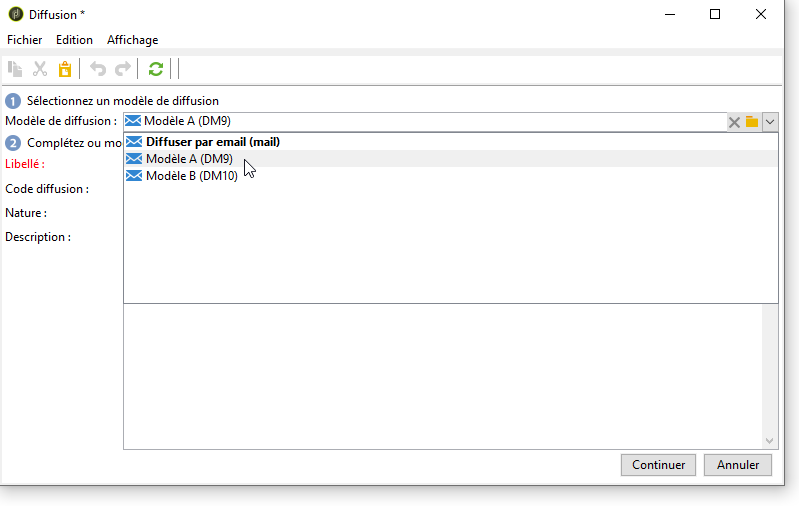 Diffusion *
Fichier Edition Affichage
1 Sélectionnez un modèle de diffusion
Modèle de diffusion : Modèle A (DM9)
2 Complétez ou mo
Diffuser par email (mail)
Modèle A (DM9)
Modèle B (DM10)
Libellé :
Code diffusion :
Nature :
Description :
Continuer Annuler